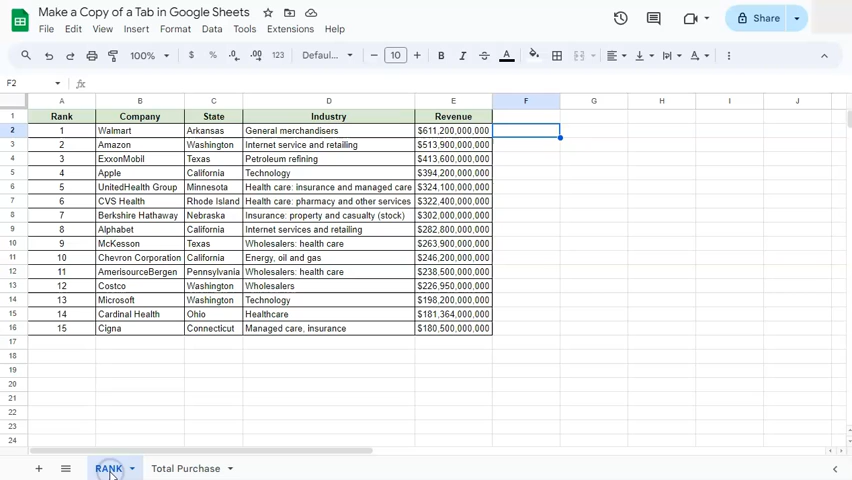 Make a Copy of a Tab in Google Sheets
File Edit View Insert Format Data Tools Extensions Help
Share
100% $ % .0 .00 123 Defaul... − 10 + B I S A
F2 fx
A B C D E F G H I J
1 Rank Company State Industry Revenue
2 1 Walmart Arkansas General merchandisers $611,200,000,000
3 2 Amazon Washington Internet service and retailing $513,900,000,000
4 3 ExxonMobil Texas Petroleum refining $413,600,000,000
5 4 Apple California Technology $394,200,000,000
6 5 UnitedHealth Group Minnesota Health care: insurance and managed care $324,100,000,000
7 6 CVS Health Rhode Island Health care: pharmacy and other services $322,400,000,000
8 7 Berkshire Hathaway Nebraska Insurance: property and casualty (stock) $302,000,000,000
9 8 Alphabet California Internet services and retailing $282,800,000,000
10 9 McKesson Texas Wholesalers: health care $263,900,000,000
11 10 Chevron Corporation California Energy, oil and gas $246,200,000,000
12 11 AmerisourceBergen Pennsylvania Wholesalers: health care $238,500,000,000
13 12 Costco Washington Wholesalers $226,950,000,000
14 13 Microsoft Washington Technology $198,200,000,000
15 14 Cardinal Health Ohio Healthcare $181,364,000,000
16 15 Cigna Connecticut Managed care, insurance $180,500,000,000
17
18
19
20
21
22
23
24
+ RANK Total Purchase